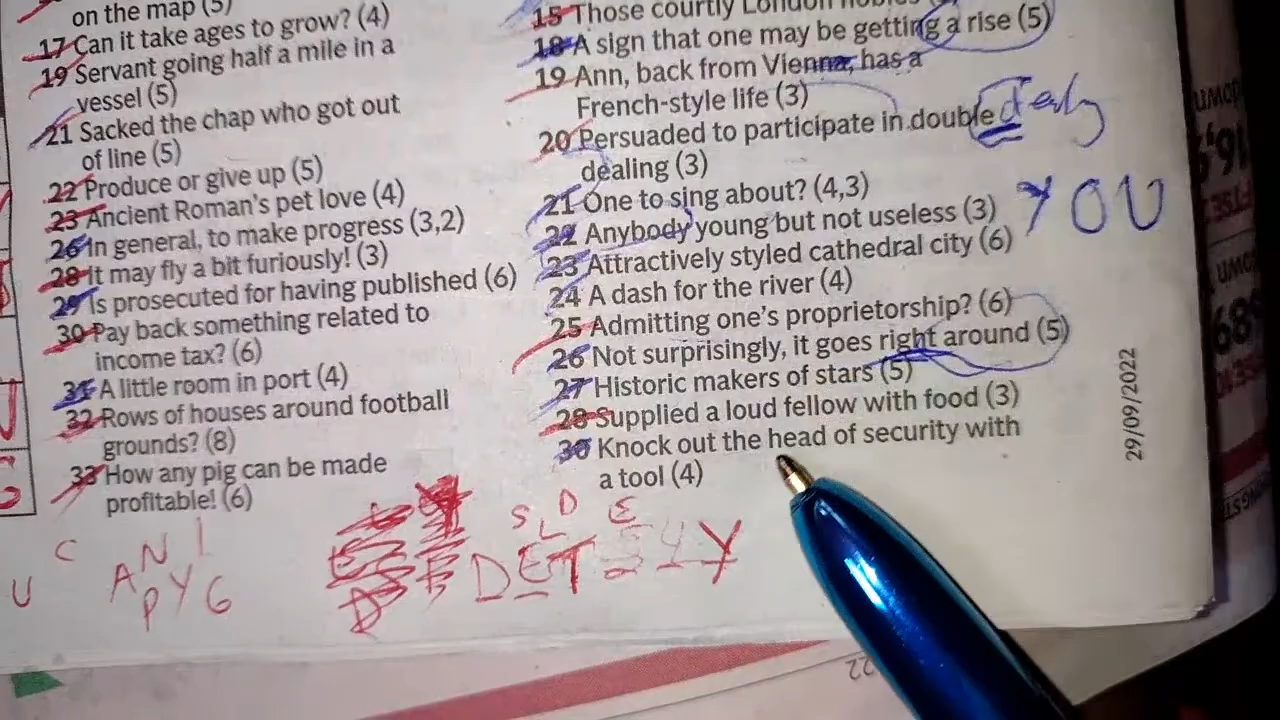 on the map (5)
17 Can it take ages to grow? (4)
19 Servant going half a mile in a
vessel (5)
21 Sacked the chap who got out
of line (5)
22 Produce or give up (5)
23 Ancient Roman's pet love (4)
26 In general, to make progress (3,2)
28 It may fly a bit furiously! (3)
29 Is prosecuted for having published (6)
30 Pay back something related to
income tax? (6)
31 A little room in port (4)
32 Rows of houses around football
grounds? (8)
33 How any pig can be made
profitable! (6)
15 Those courtly London
18 A sign that one may be getting a rise (5)
19 Ann, back from Vienna, has a
French-style life (3)
20 Persuaded to participate in double
dealing (3)
21 One to sing about? (4,3)
22 Anybody young but not useless (3)
23 Attractively styled cathedral city (6)
24 A dash for the river (4)
25 Admitting one's proprietorship? (6)
26 Not surprisingly, it goes right around (5)
27 Historic makers of stars (5)
28 Supplied a loud fellow with food (3)
30 Knock out the head of security with
a tool (4)
YOU
29/09/2022
C N I
U A P Y G
S L D E
D E T
Y